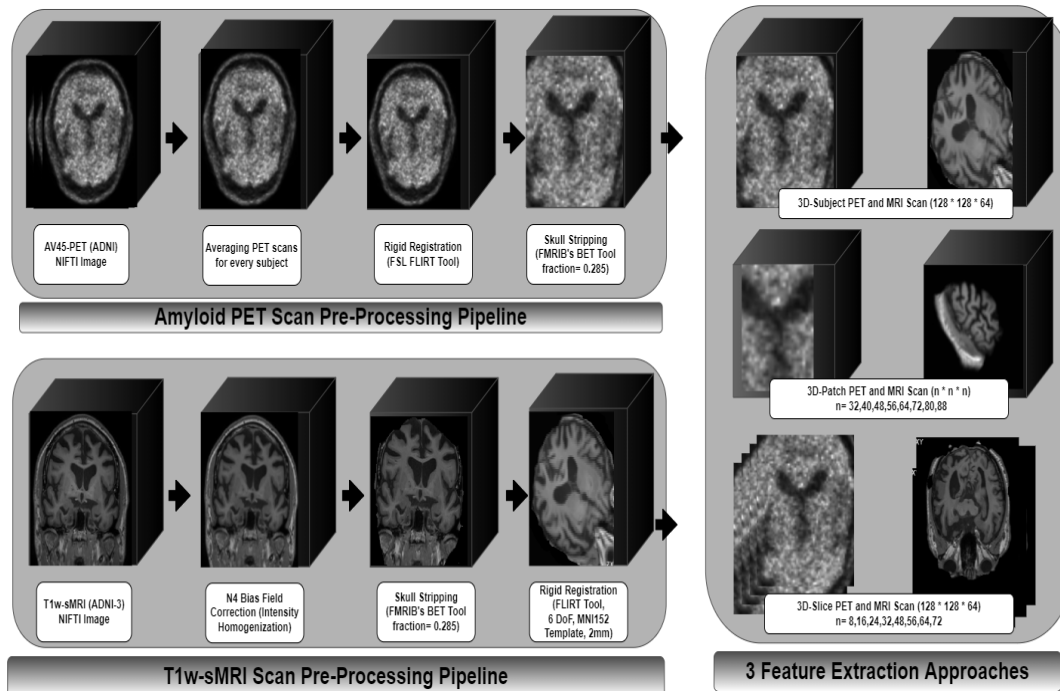 AV45-PET (ADNI)
NIFTI Image
Averaging PET scans
for every subject
Rigid Registration
(FSL FLIRT Tool)
Skull Stripping
(FMRIB's BET Tool
fraction= 0.285)
Amyloid PET Scan Pre-Processing Pipeline
T1w-sMRI (ADNI-3)
NIFTI Image
N4 Bias Field
Correction (Intensity
Homogenization)
Skull Stripping
(FMRIB's BET Tool
fraction= 0.285)
Rigid Registration
(FLIRT Tool,
6 DoF, MNI152
Template, 2mm)
T1w-sMRI Scan Pre-Processing Pipeline
3D-Subject PET and MRI Scan (128 * 128 * 64)
3D-Patch PET and MRI Scan (n * n * n)
n= 32,40,48,56,64,72,80,88
XY
3D-Slice PET and MRI Scan (128 * 128 * 64)
n= 8,16,24,32,48,56,64,72
3 Feature Extraction Approaches